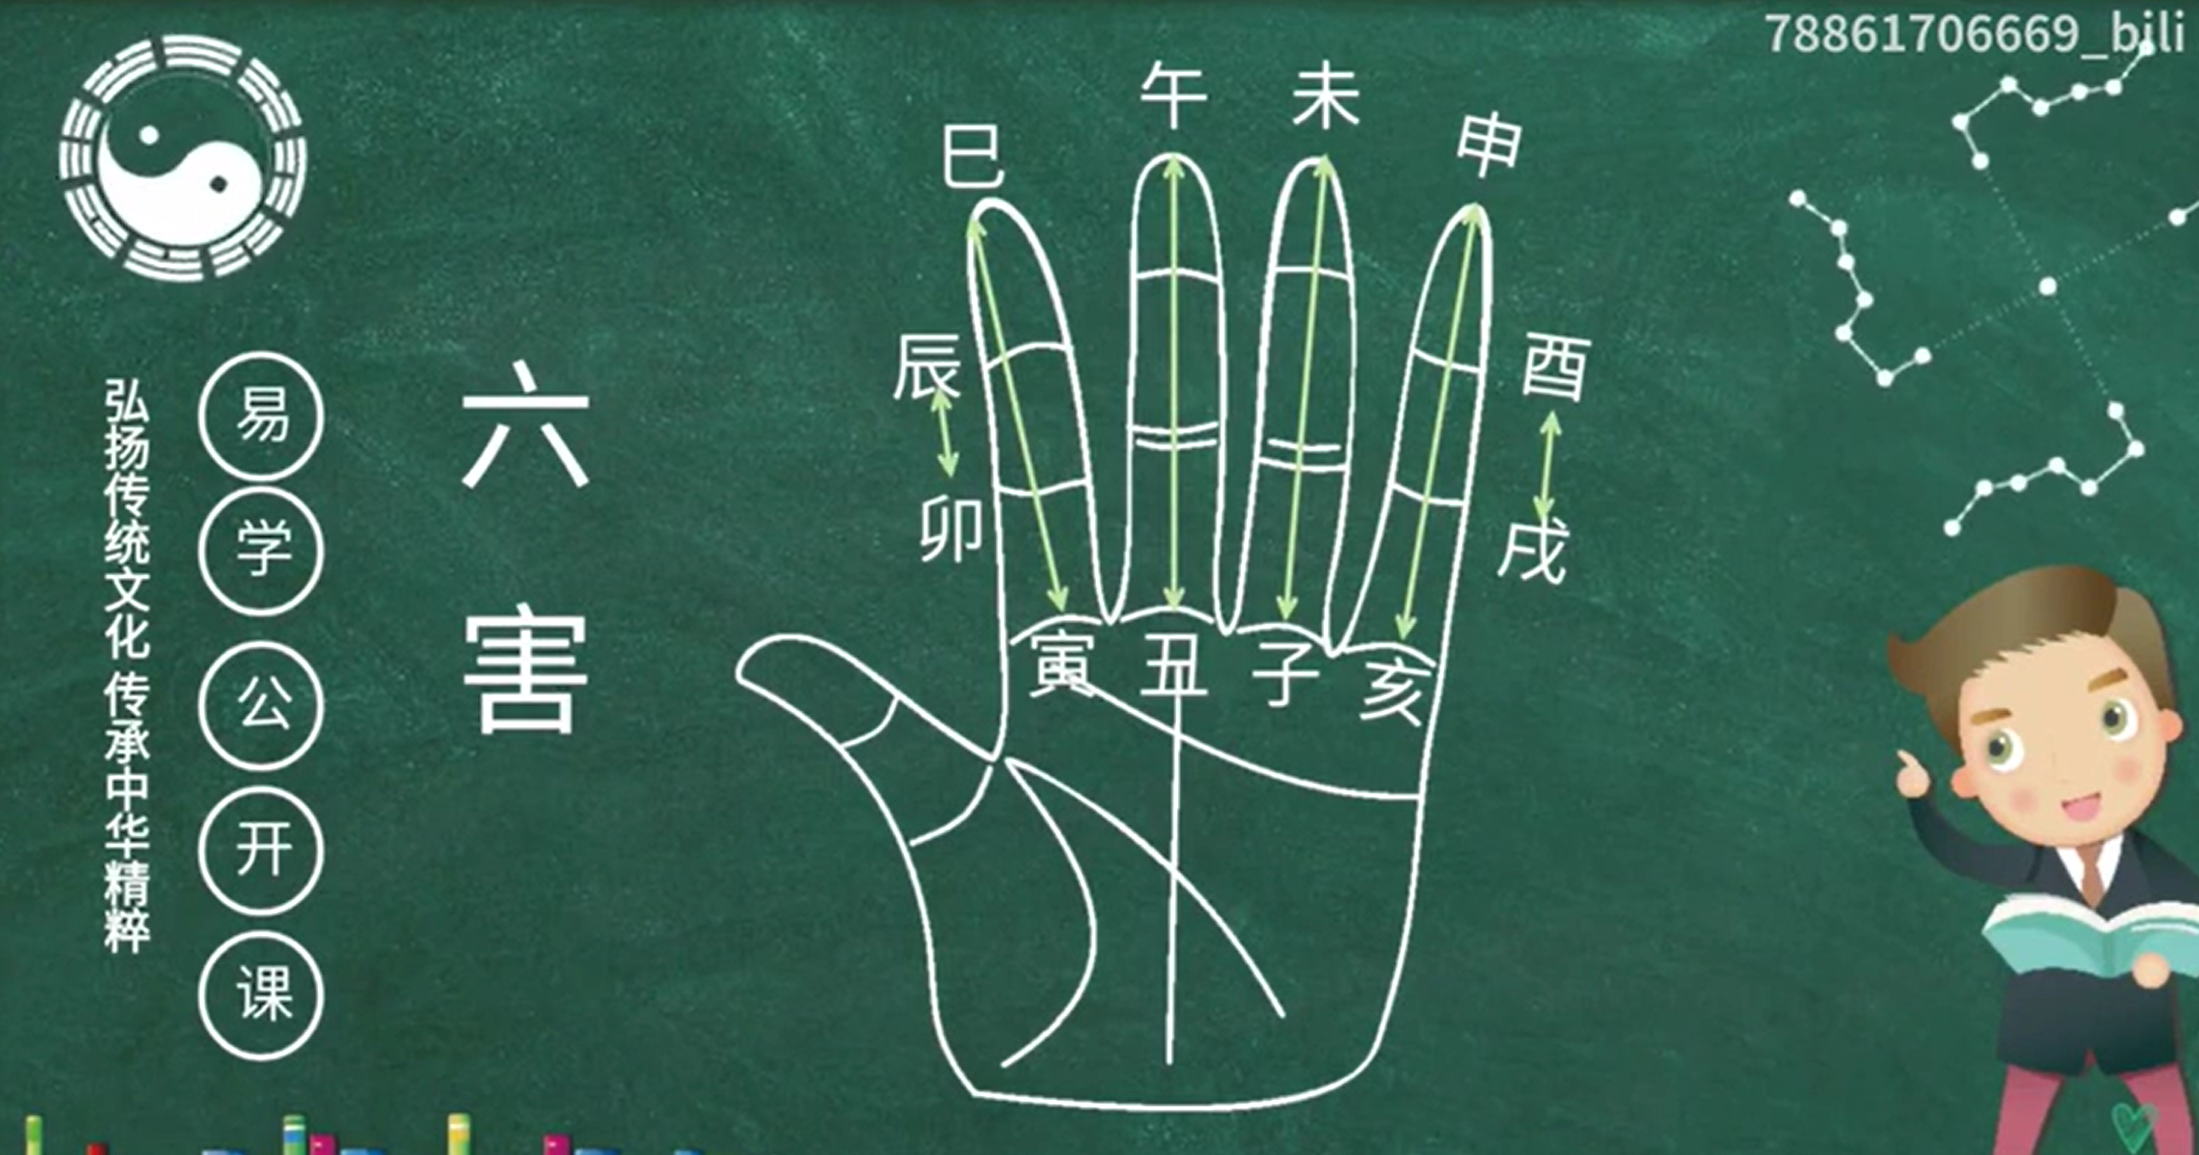 78861706669_bili
弘扬传统文化 传承中华精粹
易学公开课
六害
巳
午
未
申
辰
酉
卯
戌
寅
丑
子
亥